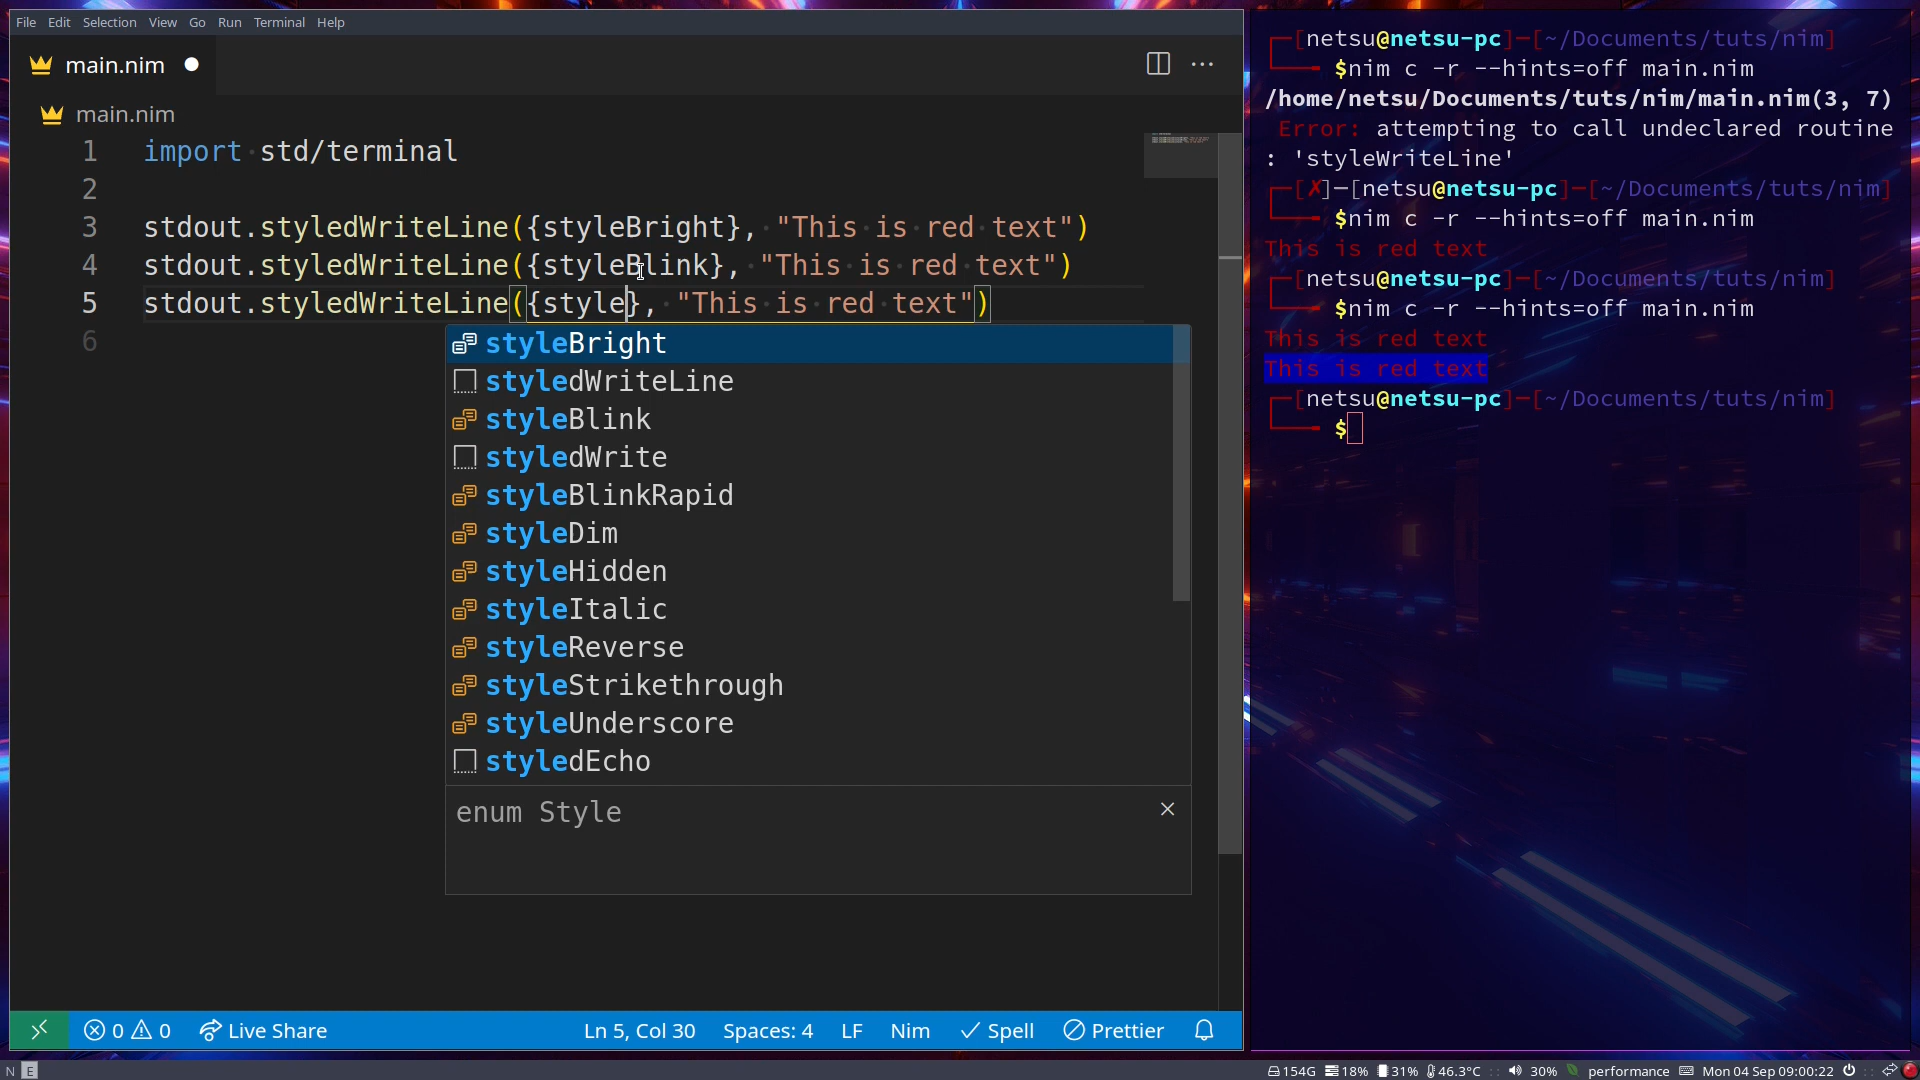 File Edit Selection View Go Run Terminal Help
main.nim
main.nim
1 import std/terminal
2
3 stdout.styledWriteLine({styleBright}, "This is red text")
4 stdout.styledWriteLine({styleBlink}, "This is red text")
5 stdout.styledWriteLine({style}, "This is red text")
6
styleBright
styledWriteLine
styleBlink
styledWrite
styleBlinkRapid
styleDim
styleHidden
styleItalic
styleReverse
styleStrikethrough
styleUnderscore
styledEcho
enum Style
0 0 Live Share Ln 5, Col 30 Spaces: 4 LF Nim Spell Prettier
[netsu@netsu-pc]-[~/Documents/tuts/nim]
$nim c -r --hints=off main.nim
/home/netsu/Documents/tuts/nim/main.nim(3, 7)
Error: attempting to call undeclared routine
: 'styleWriteLine'
[✗]-[netsu@netsu-pc]-[~/Documents/tuts/nim]
$nim c -r --hints=off main.nim
This is red text
[netsu@netsu-pc]-[~/Documents/tuts/nim]
$nim c -r --hints=off main.nim
This is red text
This is red text
[netsu@netsu-pc]-[~/Documents/tuts/nim]
$
N E 154G 18% 31% 46.3°C 30% performance Mon 04 Sep 09:00:22